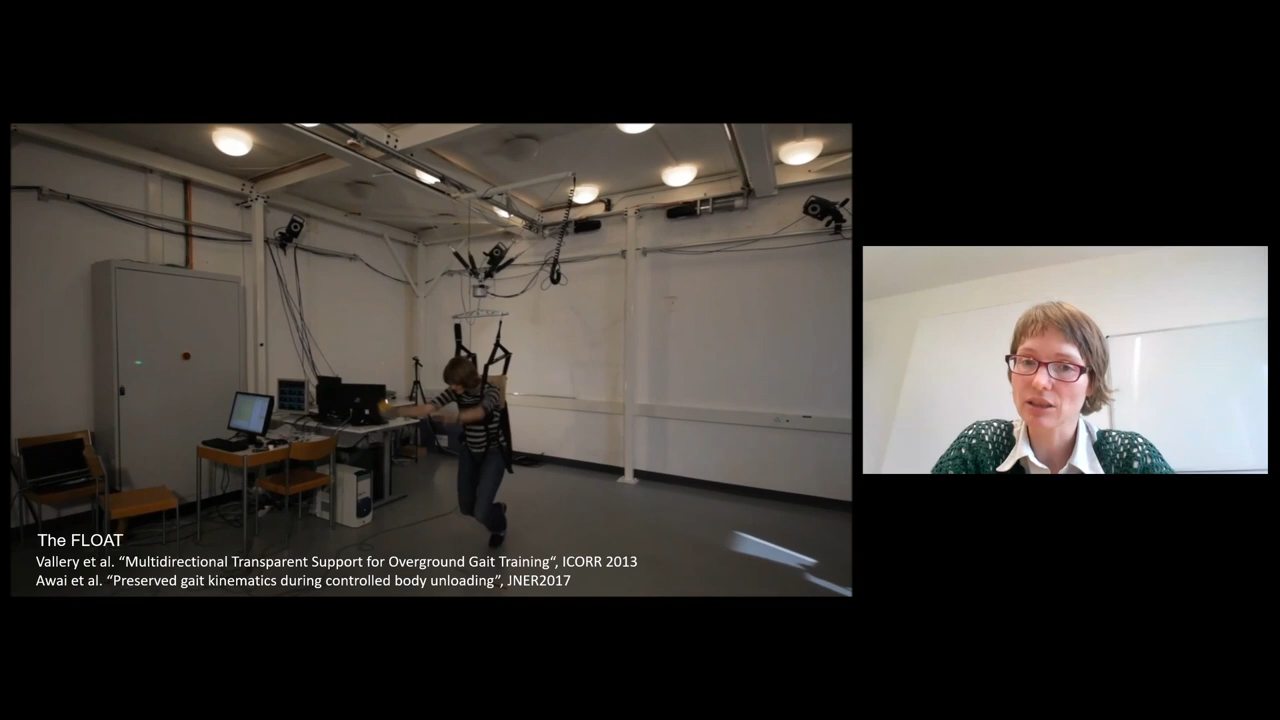 The FLOAT
Vallery et al. “Multidirectional Transparent Support for Overground Gait Training“, ICORR 2013
Awai et al. “Preserved gait kinematics during controlled body unloading”, JNER2017